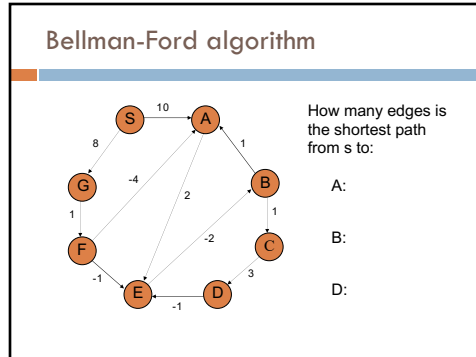 Bellman-Ford algorithm
10
S
A
8
How many edges is
the shortest path
from s to:
-4
1
G
2
B
A:
1
1
-2
B:
F
C
-1
3
E
D
D:
-1